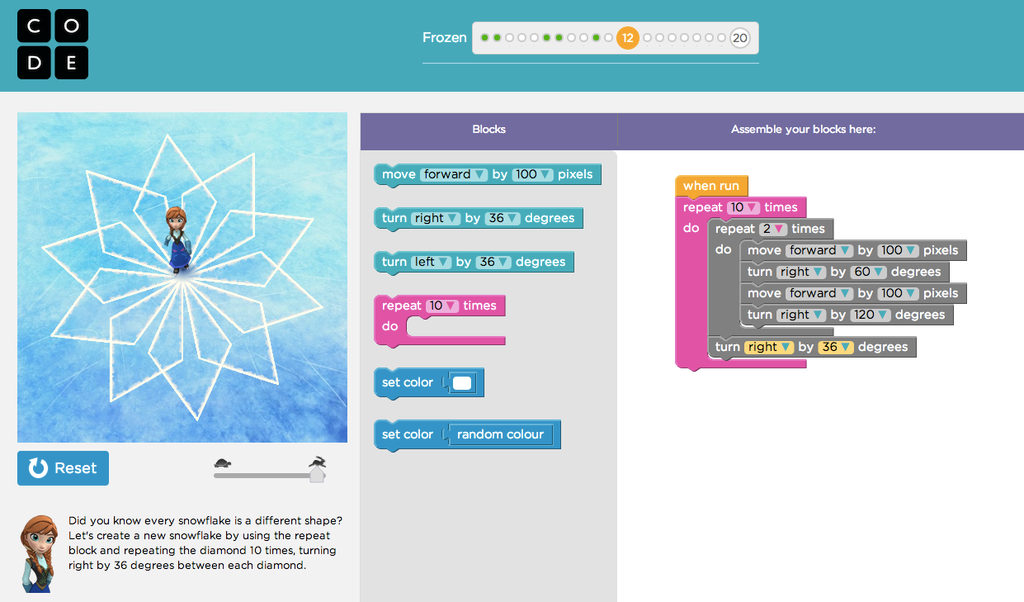 C O
D E
Frozen 12 20
Blocks
Assemble your blocks here:
move forward by 100 pixels
turn right by 36 degrees
turn left by 36 degrees
repeat 10 times
do
set color
set color random colour
when run
repeat 10 times
do repeat 2 times
do move forward by 100 pixels
turn right by 60 degrees
move forward by 100 pixels
turn right by 120 degrees
turn right by 36 degrees
Reset
Did you know every snowflake is a different shape?
Let's create a new snowflake by using the repeat
block and repeating the diamond 10 times, turning
right by 36 degrees between each diamond.